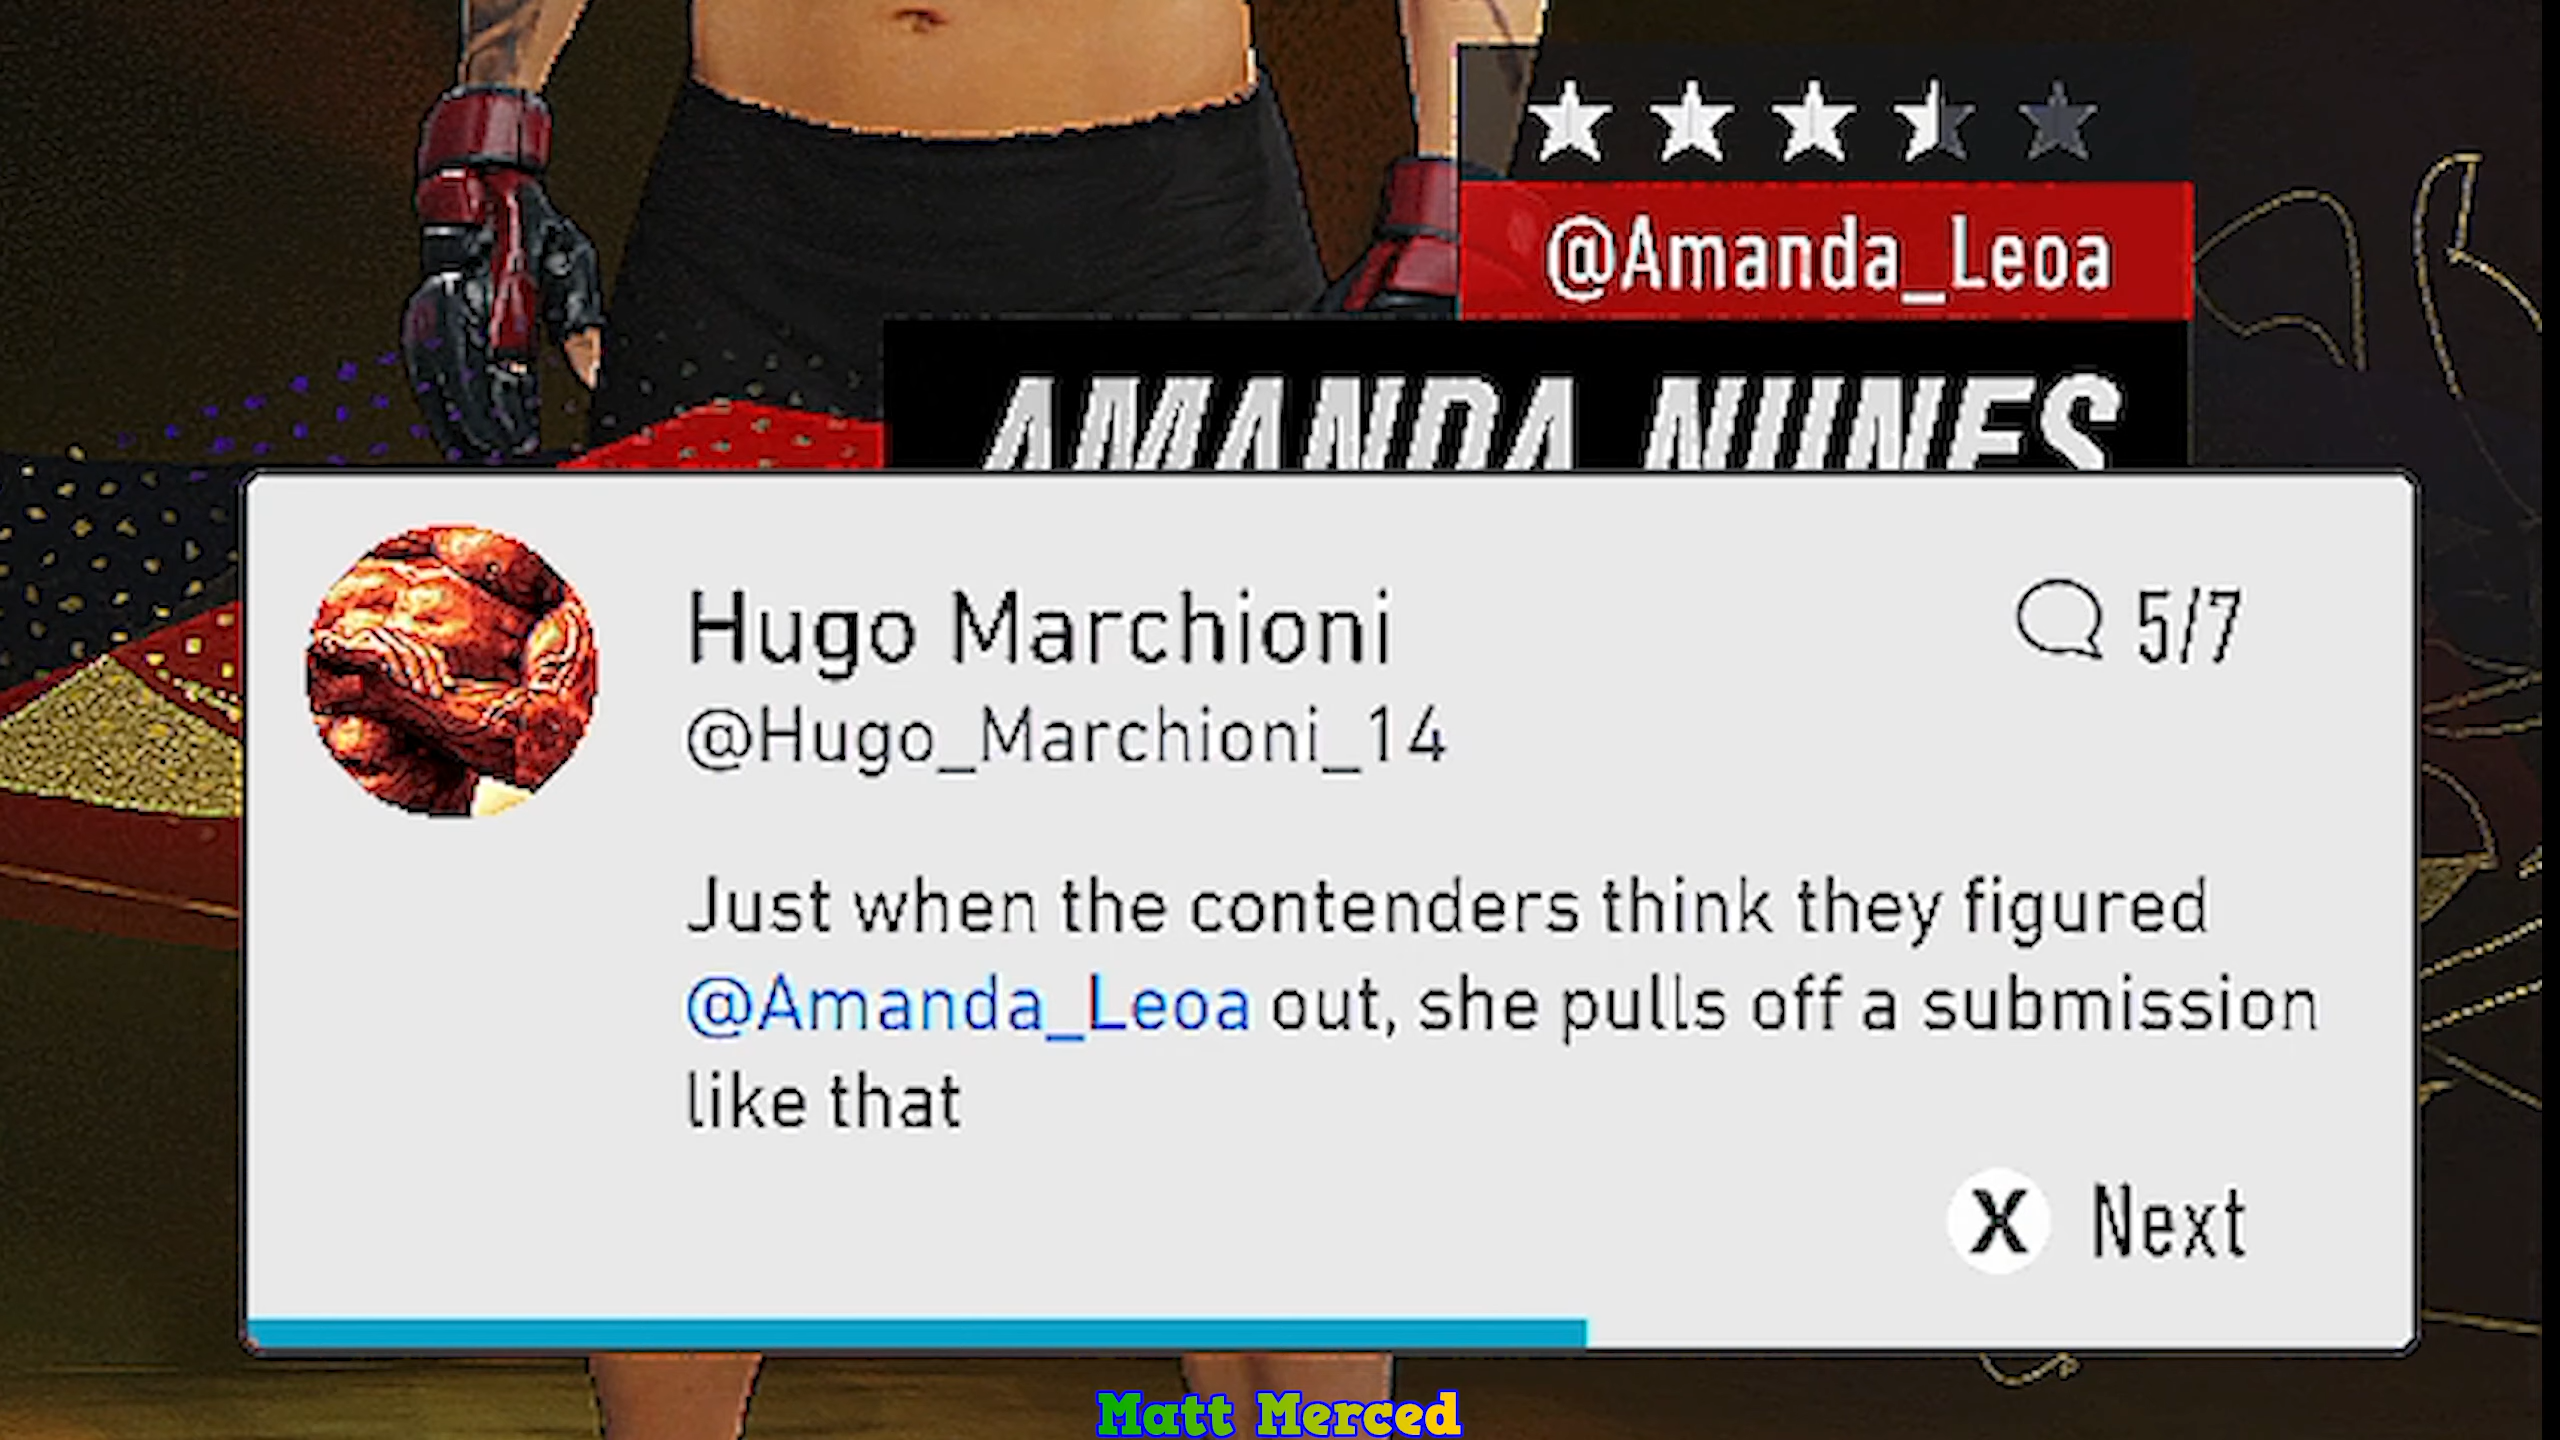 @Amanda_Leoa
AMANDA NUNES
Hugo Marchioni
5/7
@Hugo_Marchioni_14
Just when the contenders think they figured
@Amanda_Leoa out, she pulls off a submission
like that
X Next
Matt Merced